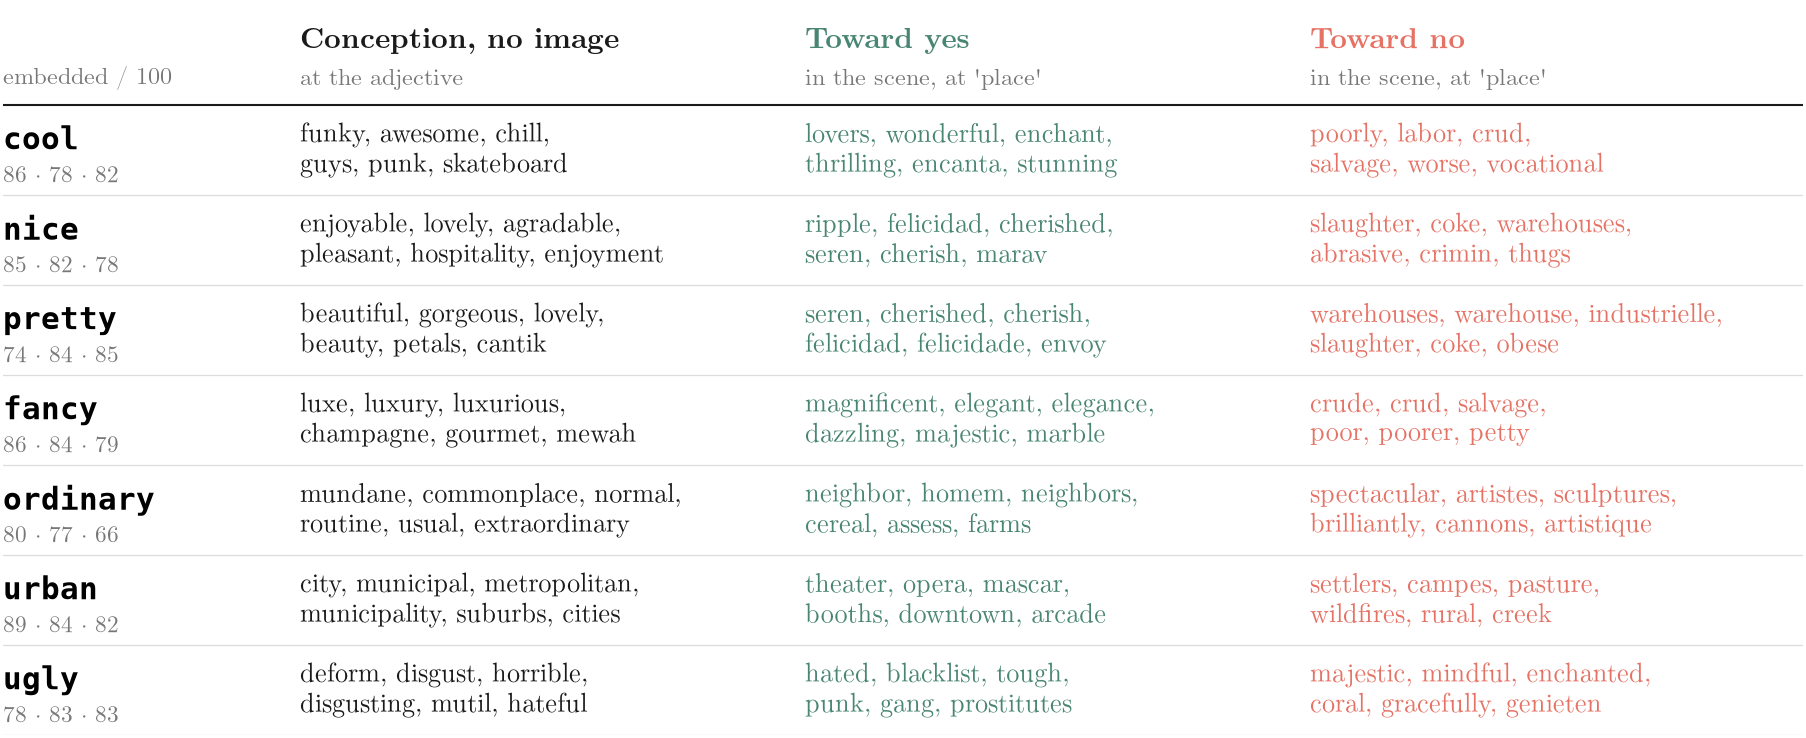 Conception, no image Toward yes Toward no
embedded / 100 at the adjective in the scene, at 'place' in the scene, at 'place'
cool funky, awesome, chill, lovers, wonderful, enchant, poorly, labor, crud,
86 · 78 · 82 guys, punk, skateboard thrilling, encanta, stunning salvage, worse, vocational
nice enjoyable, lovely, agradable, ripple, felicidad, cherished, slaughter, coke, warehouses,
85 · 82 · 78 pleasant, hospitality, enjoyment seren, cherish, marav abrasive, crimin, thugs
pretty beautiful, gorgeous, lovely, seren, cherished, cherish, warehouses, warehouse, industrielle,
74 · 84 · 85 beauty, petals, cantik felicidad, felicidade, envoy slaughter, coke, obese
fancy luxe, luxury, luxurious, magnificent, elegant, elegance, crude, crud, salvage,
86 · 84 · 79 champagne, gourmet, mewah dazzling, majestic, marble poor, poorer, petty
ordinary mundane, commonplace, normal, neighbor, homem, neighbors, spectacular, artistes, sculptures,
80 · 77 · 66 routine, usual, extraordinary cereal, assess, farms brilliantly, cannons, artistique
urban city, municipal, metropolitan, theater, opera, mascar, settlers, campes, pasture,
89 · 84 · 82 municipality, suburbs, cities booths, downtown, arcade wildfires, rural, creek
ugly deform, disgust, horrible, hated, blacklist, tough, majestic, mindful, enchanted,
78 · 83 · 83 disgusting, mutil, hateful punk, gang, prostitutes coral, gracefully, genieten